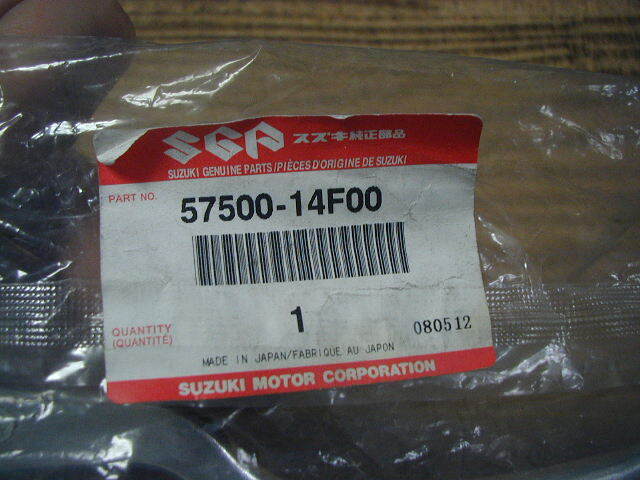 SGP スズキ純正部品
SUZUKI GENUINE PARTS/PIÈCES D'ORIGINE DE SUZUKI
PART NO. 57500-14F00
QUANTITY 1 080512
(QUANTITÉ)
MADE IN JAPAN/FABRIQUE AU JAPON
SUZUKI MOTOR CORPORATION